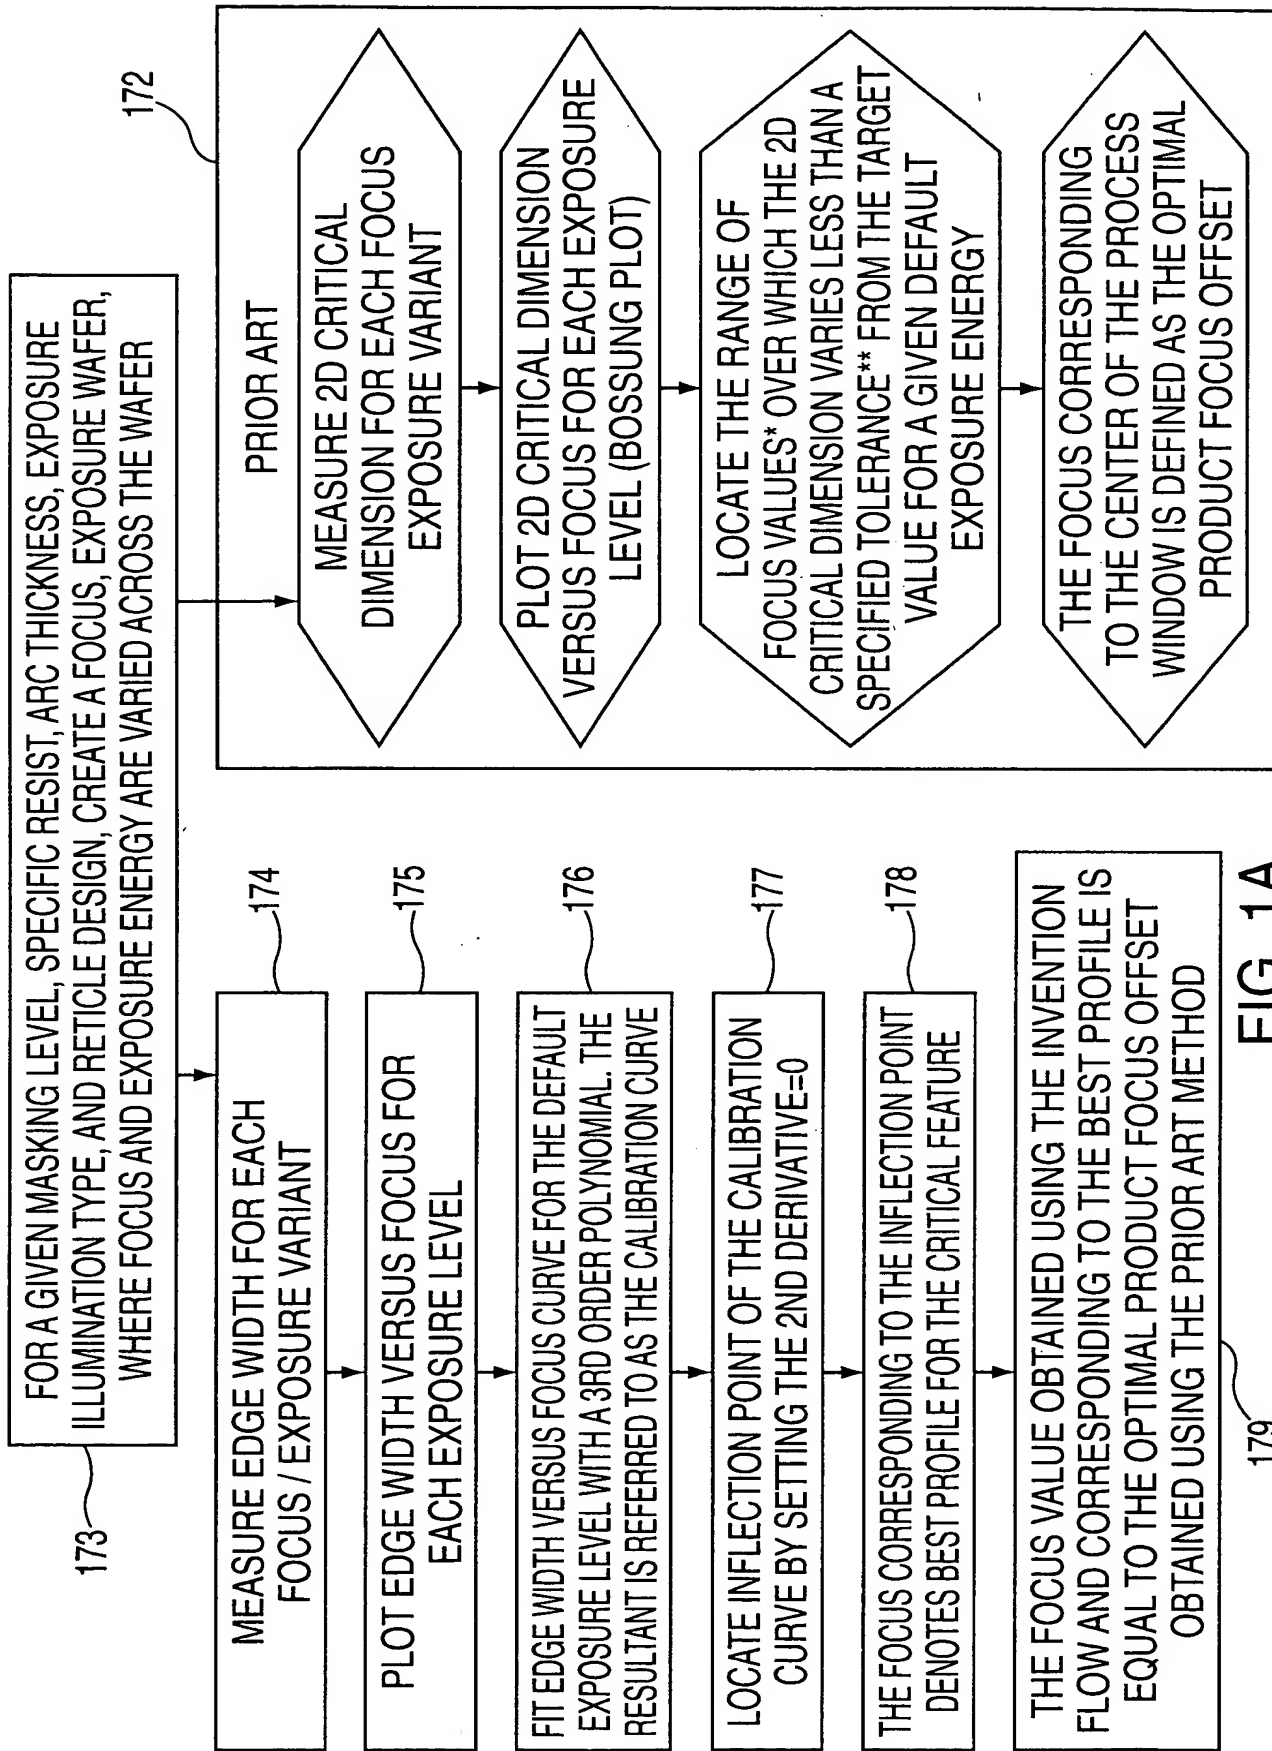 FOR A GIVEN MASKING LEVEL, SPECIFIC RESIST, ARC THICKNESS, EXPOSURE
ILLUMINATION TYPE, AND RETICLE DESIGN, CREATE A FOCUS, EXPOSURE WAFER,
WHERE FOCUS AND EXPOSURE ENERGY ARE VARIED ACROSS THE WAFER
173
MEASURE EDGE WIDTH FOR EACH
FOCUS / EXPOSURE VARIANT
174
PLOT EDGE WIDTH VERSUS FOCUS FOR
EACH EXPOSURE LEVEL
175
FIT EDGE WIDTH VERSUS FOCUS CURVE FOR THE DEFAULT
EXPOSURE LEVEL WITH A 3RD ORDER POLYNOMIAL. THE
RESULTANT IS REFERRED TO AS THE CALIBRATION CURVE
176
LOCATE INFLECTION POINT OF THE CALIBRATION
CURVE BY SETTING THE 2ND DERIVATIVE=0
177
THE FOCUS CORRESPONDING TO THE INFLECTION POINT
DENOTES BEST PROFILE FOR THE CRITICAL FEATURE
178
THE FOCUS VALUE OBTAINED USING THE INVENTION
FLOW AND CORRESPONDING TO THE BEST PROFILE IS
EQUAL TO THE OPTIMAL PRODUCT FOCUS OFFSET
OBTAINED USING THE PRIOR ART METHOD
179
172
PRIOR ART
MEASURE 2D CRITICAL
DIMENSION FOR EACH FOCUS
EXPOSURE VARIANT
PLOT 2D CRITICAL DIMENSION
VERSUS FOCUS FOR EACH EXPOSURE
LEVEL (BOSSUNG PLOT)
LOCATE THE RANGE OF
FOCUS VALUES* OVER WHICH THE 2D
CRITICAL DIMENSION VARIES LESS THAN A
SPECIFIED TOLERANCE** FROM THE TARGET
VALUE FOR A GIVEN DEFAULT
EXPOSURE ENERGY
THE FOCUS CORRESPONDING
TO THE CENTER OF THE PROCESS
WINDOW IS DEFINED AS THE OPTIMAL
PRODUCT FOCUS OFFSET
FIG. 1A